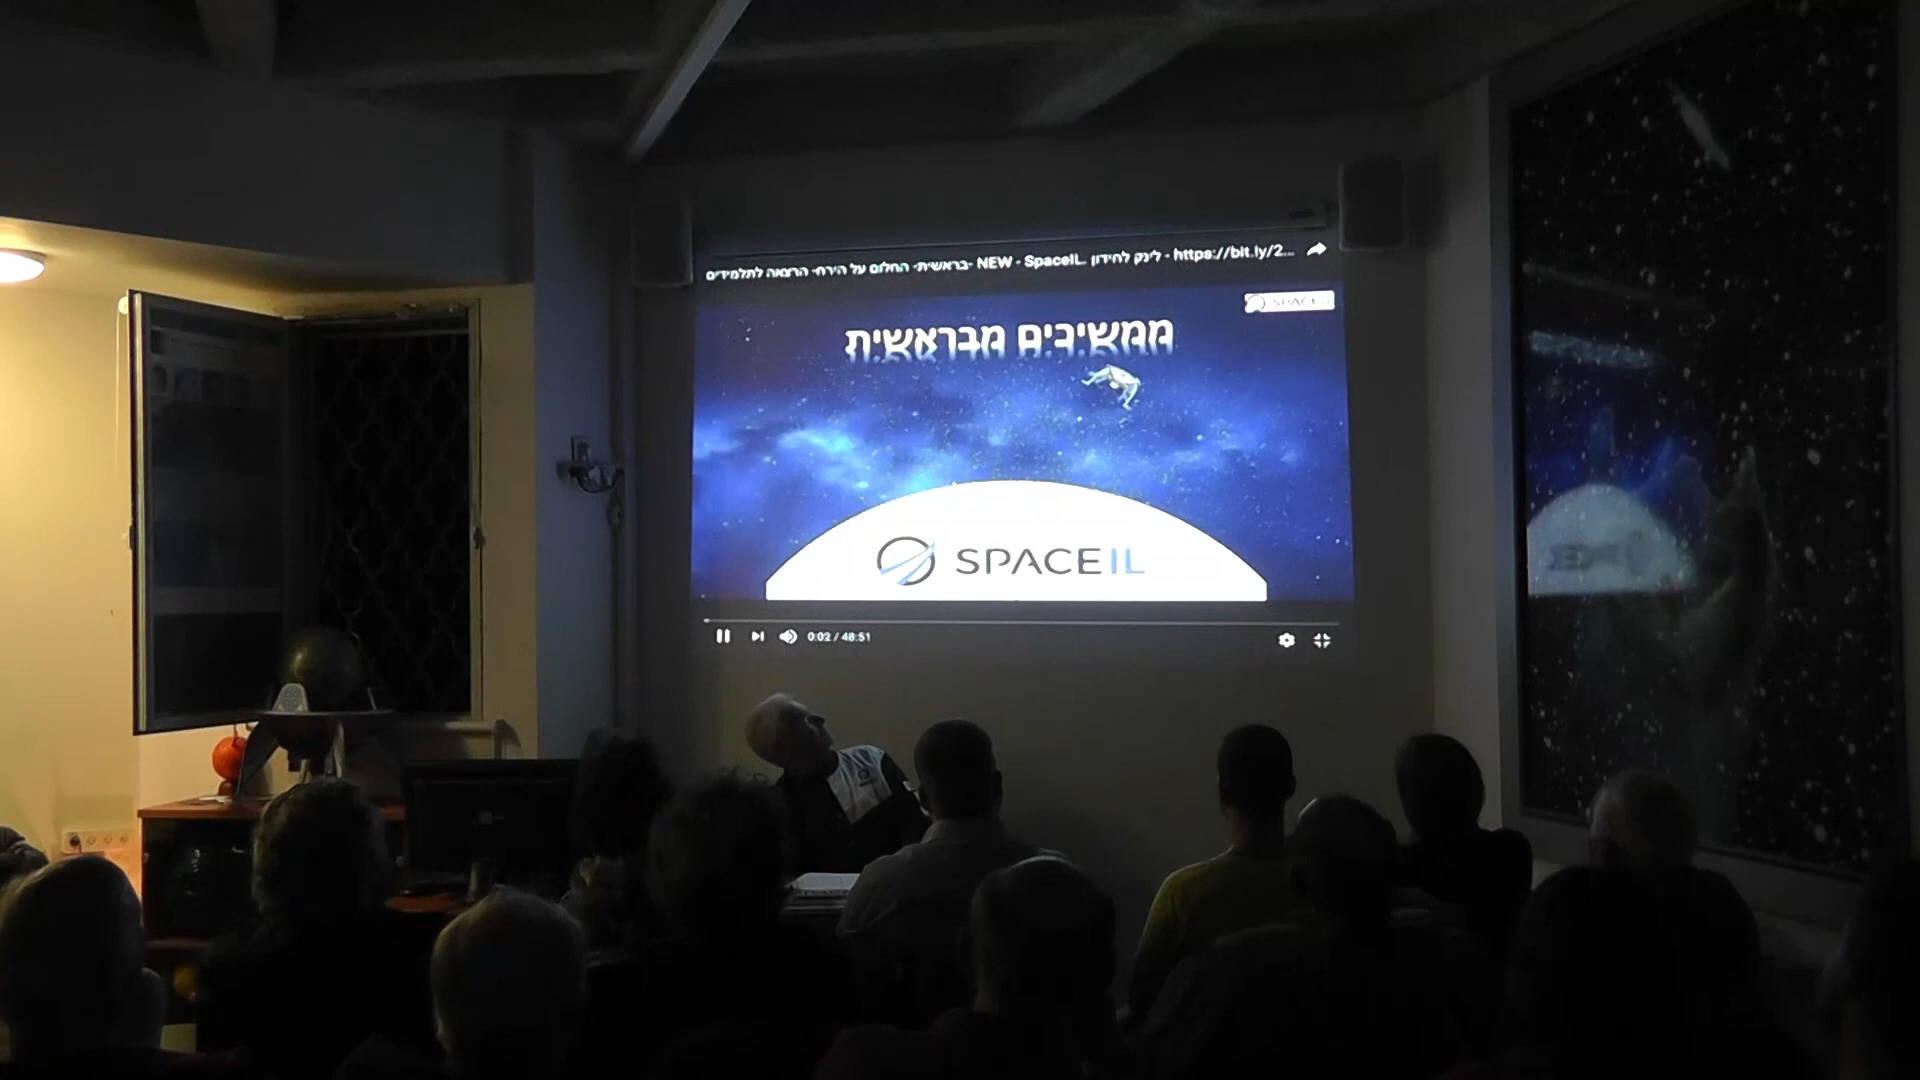 בראשית- החלום על הירח- הרצאה לתלמידים- NEW - SpaceIL. לינק לחידון - https://bit.ly/2...
SPACEIL
ממשיכים מבראשית
SPACEIL
0:02 / 48:51